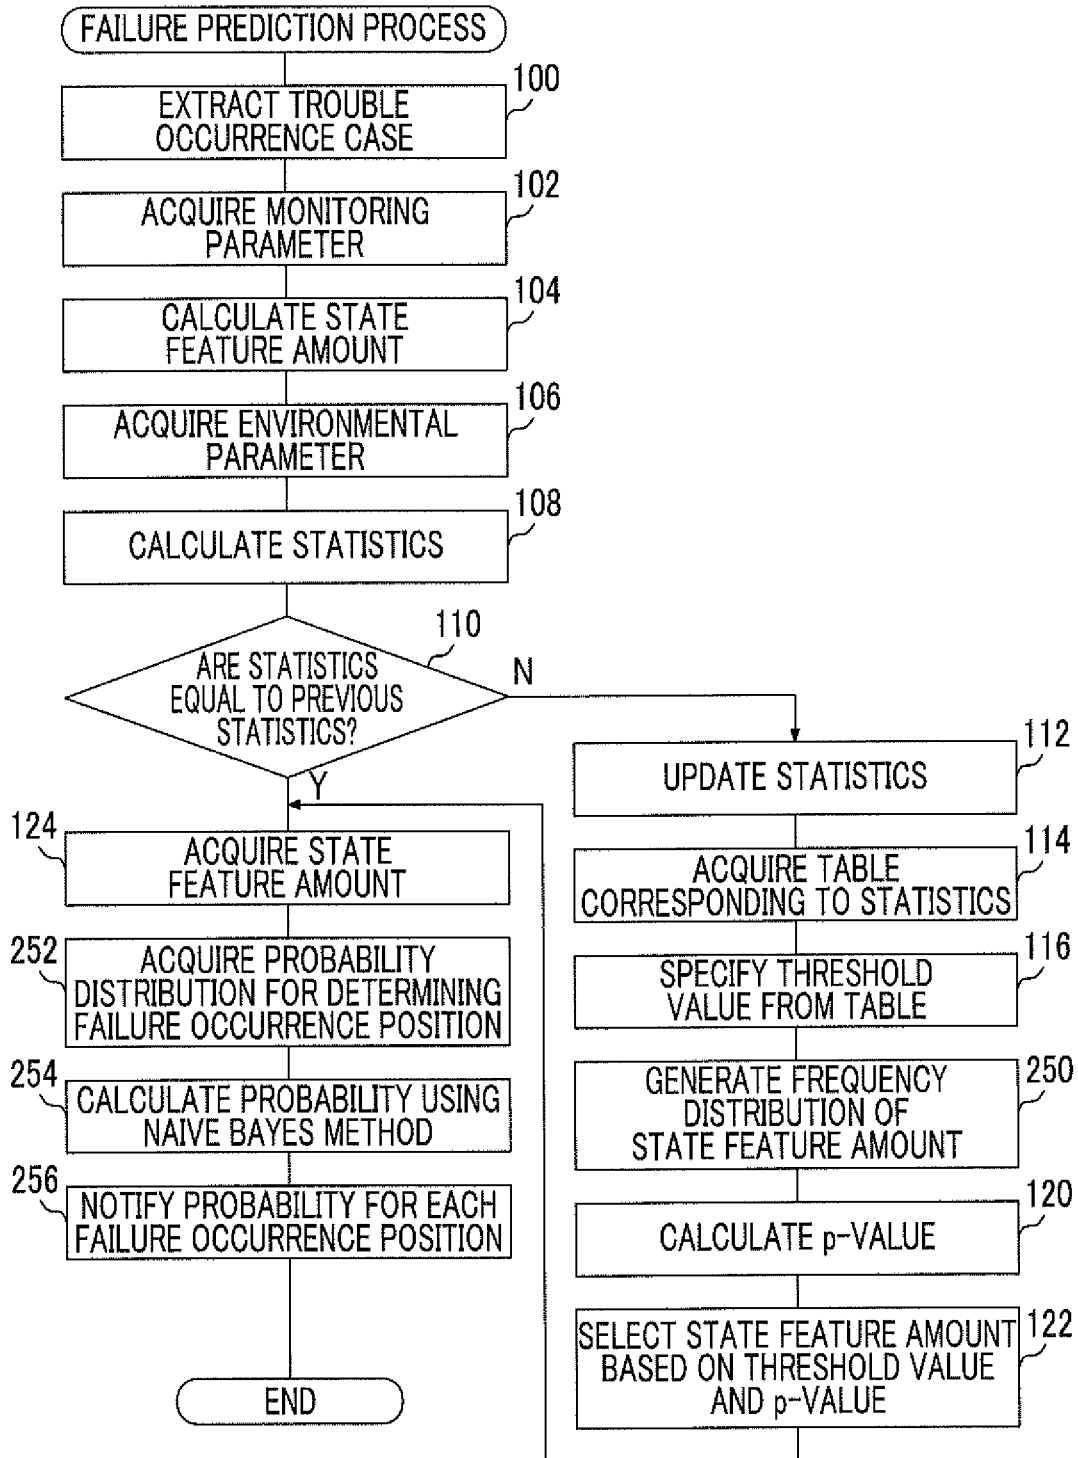 FAILURE PREDICTION PROCESS
100
EXTRACT TROUBLE
OCCURRENCE CASE
102
ACQUIRE MONITORING
PARAMETER
104
CALCULATE STATE
FEATURE AMOUNT
106
ACQUIRE ENVIRONMENTAL
PARAMETER
108
CALCULATE STATISTICS
110
ARE STATISTICS
EQUAL TO PREVIOUS
STATISTICS?
N
Y
124
ACQUIRE STATE
FEATURE AMOUNT
252
ACQUIRE PROBABILITY
DISTRIBUTION FOR DETERMINING
FAILURE OCCURRENCE POSITION
254
CALCULATE PROBABILITY USING
NAIVE BAYES METHOD
256
NOTIFY PROBABILITY FOR EACH
FAILURE OCCURRENCE POSITION
END
112
UPDATE STATISTICS
114
ACQUIRE TABLE
CORRESPONDING TO STATISTICS
116
SPECIFY THRESHOLD
VALUE FROM TABLE
250
GENERATE FREQUENCY
DISTRIBUTION OF
STATE FEATURE AMOUNT
120
CALCULATE p-VALUE
122
SELECT STATE FEATURE AMOUNT
BASED ON THRESHOLD VALUE
AND p-VALUE